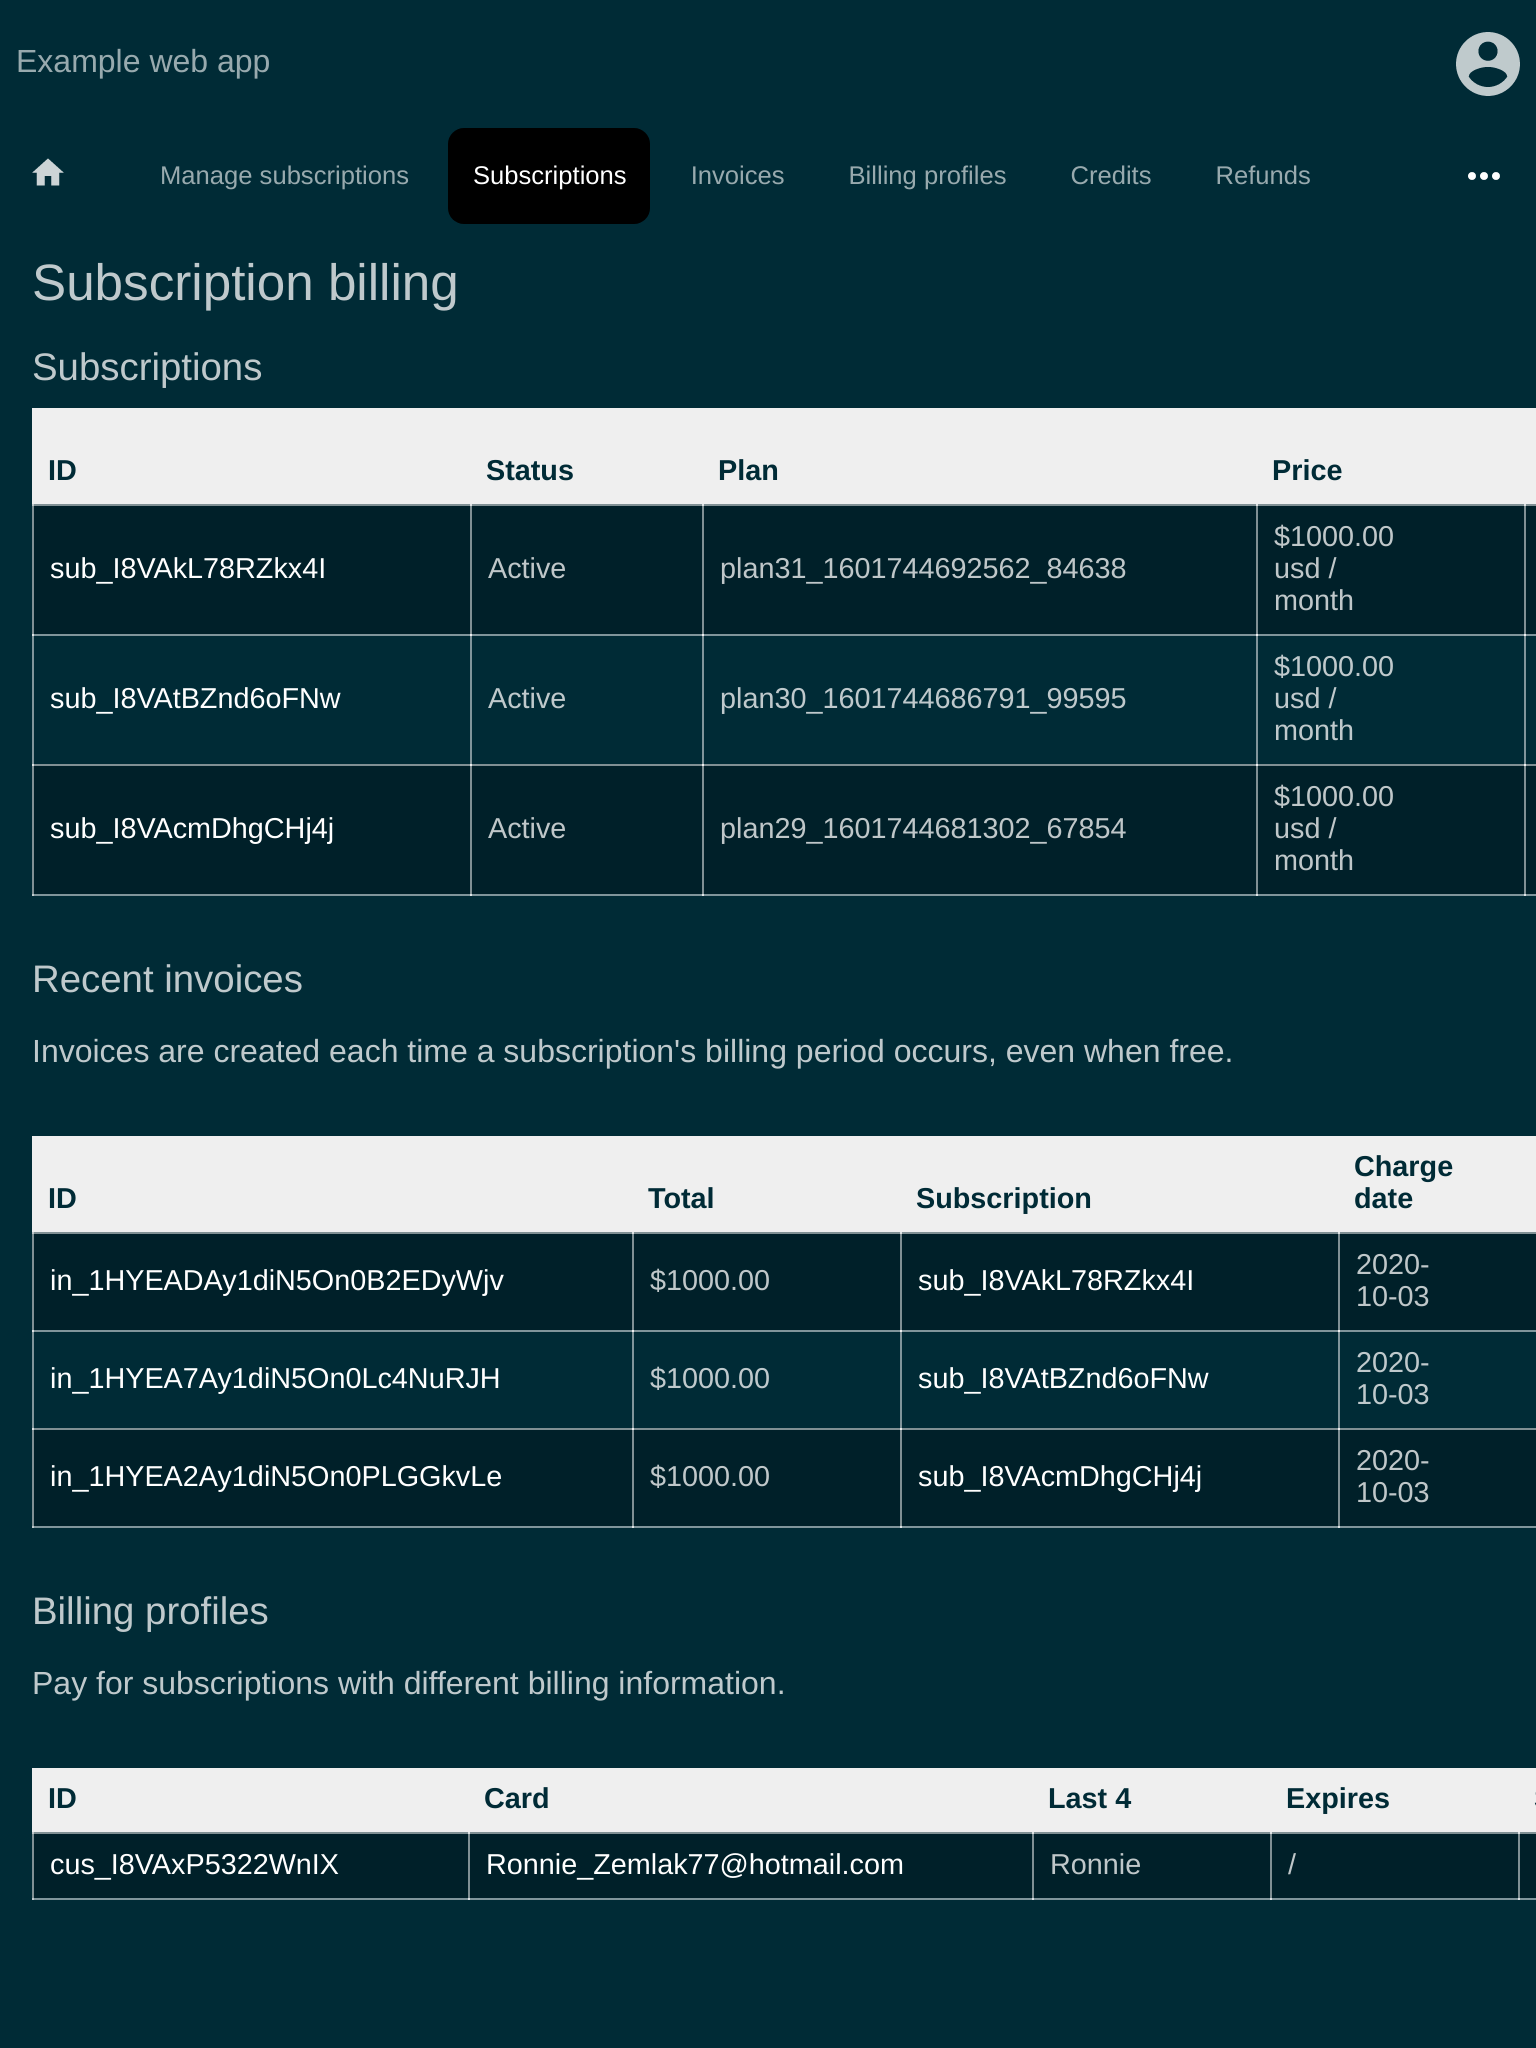 Example web app
Manage subscriptions Subscriptions Invoices Billing profiles Credits Refunds
Subscription billing
Subscriptions
ID Status Plan Price
sub_I8VAkL78RZkx4I Active plan31_1601744692562_84638 $1000.00
usd /
month
sub_I8VAtBZnd6oFNw Active plan30_1601744686791_99595 $1000.00
usd /
month
sub_I8VAcmDhgCHj4j Active plan29_1601744681302_67854 $1000.00
usd /
month
Recent invoices
Invoices are created each time a subscription's billing period occurs, even when free.
ID Total Subscription Charge
date
in_1HYEADAy1diN5On0B2EDyWjv $1000.00 sub_I8VAkL78RZkx4I 2020-
10-03
in_1HYEA7Ay1diN5On0Lc4NuRJH $1000.00 sub_I8VAtBZnd6oFNw 2020-
10-03
in_1HYEA2Ay1diN5On0PLGGkvLe $1000.00 sub_I8VAcmDhgCHj4j 2020-
10-03
Billing profiles
Pay for subscriptions with different billing information.
ID Card Last 4 Expires
cus_I8VAxP5322WnIX Ronnie_Zemlak77@hotmail.com Ronnie /